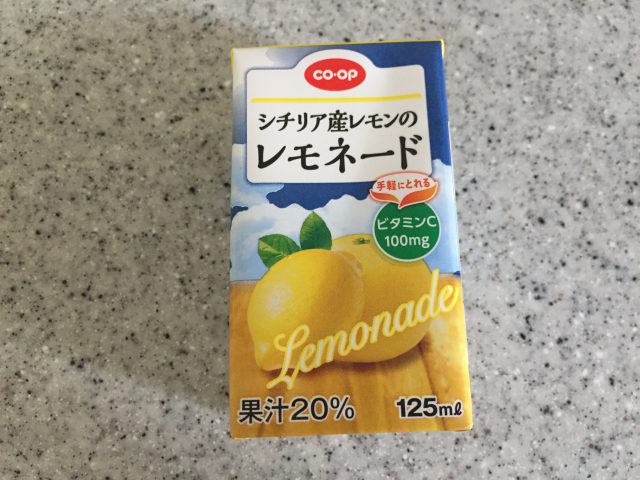 CO·OP
シチリア産レモンの
レモネード
手軽にとれる
ビタミンC
100mg
Lemonade
果汁20% 125mℓ